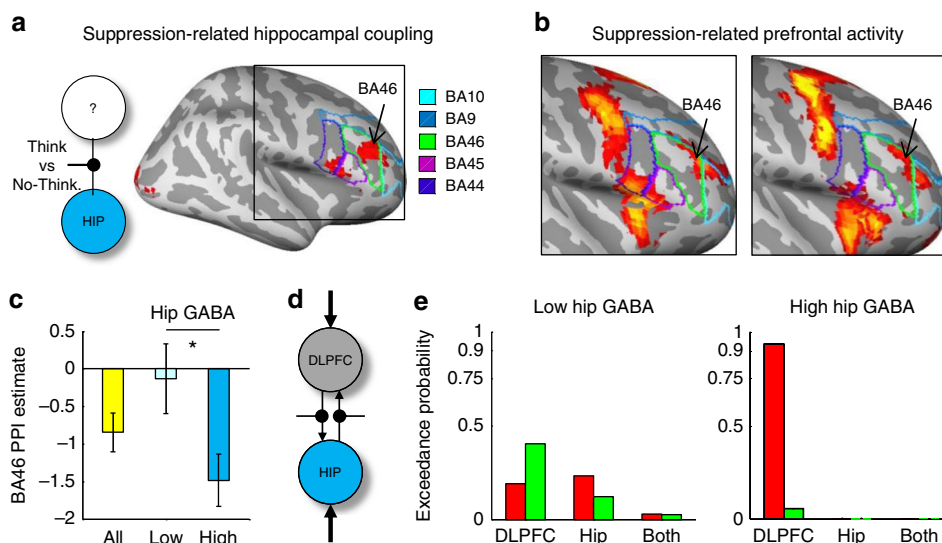 a
Suppression-related hippocampal coupling
?
Think
vs
No-Think.
HIP
BA46
BA10
BA9
BA46
BA45
BA44
b
Suppression-related prefrontal activity
BA46
BA46
c
Hip GABA
*
BA46 PPI estimate
0.5
0
−0.5
−1
−1.5
−2
All
Low
High
d
DLPFC
HIP
e
Low hip GABA
Exceedance probability
1
0.9
0.75
0.5
0
DLPFC
Hip
Both
High hip GABA
1
0.9
0.75
0.5
0
DLPFC
Hip
Both